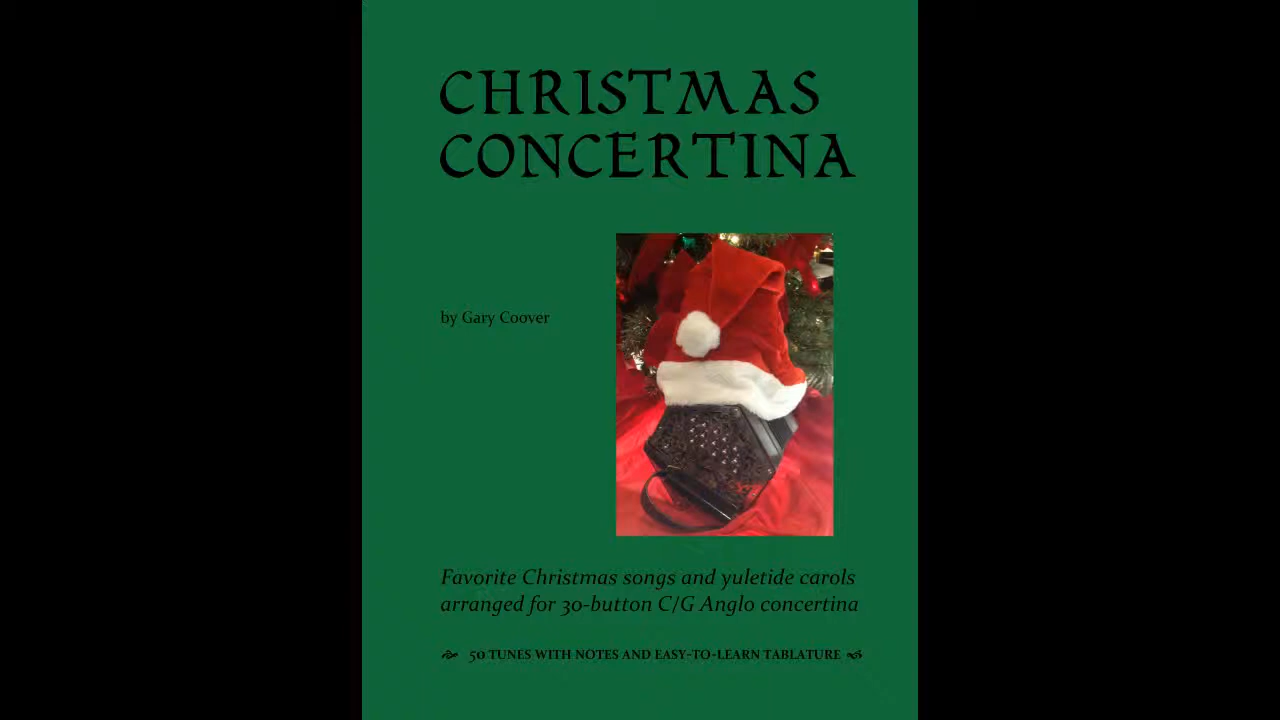 CHRISTMAS
CONCERTINA
by Gary Coover
Favorite Christmas songs and yuletide carols
arranged for 30-button C/G Anglo concertina
50 TUNES WITH NOTES AND EASY-TO-LEARN TABLATURE